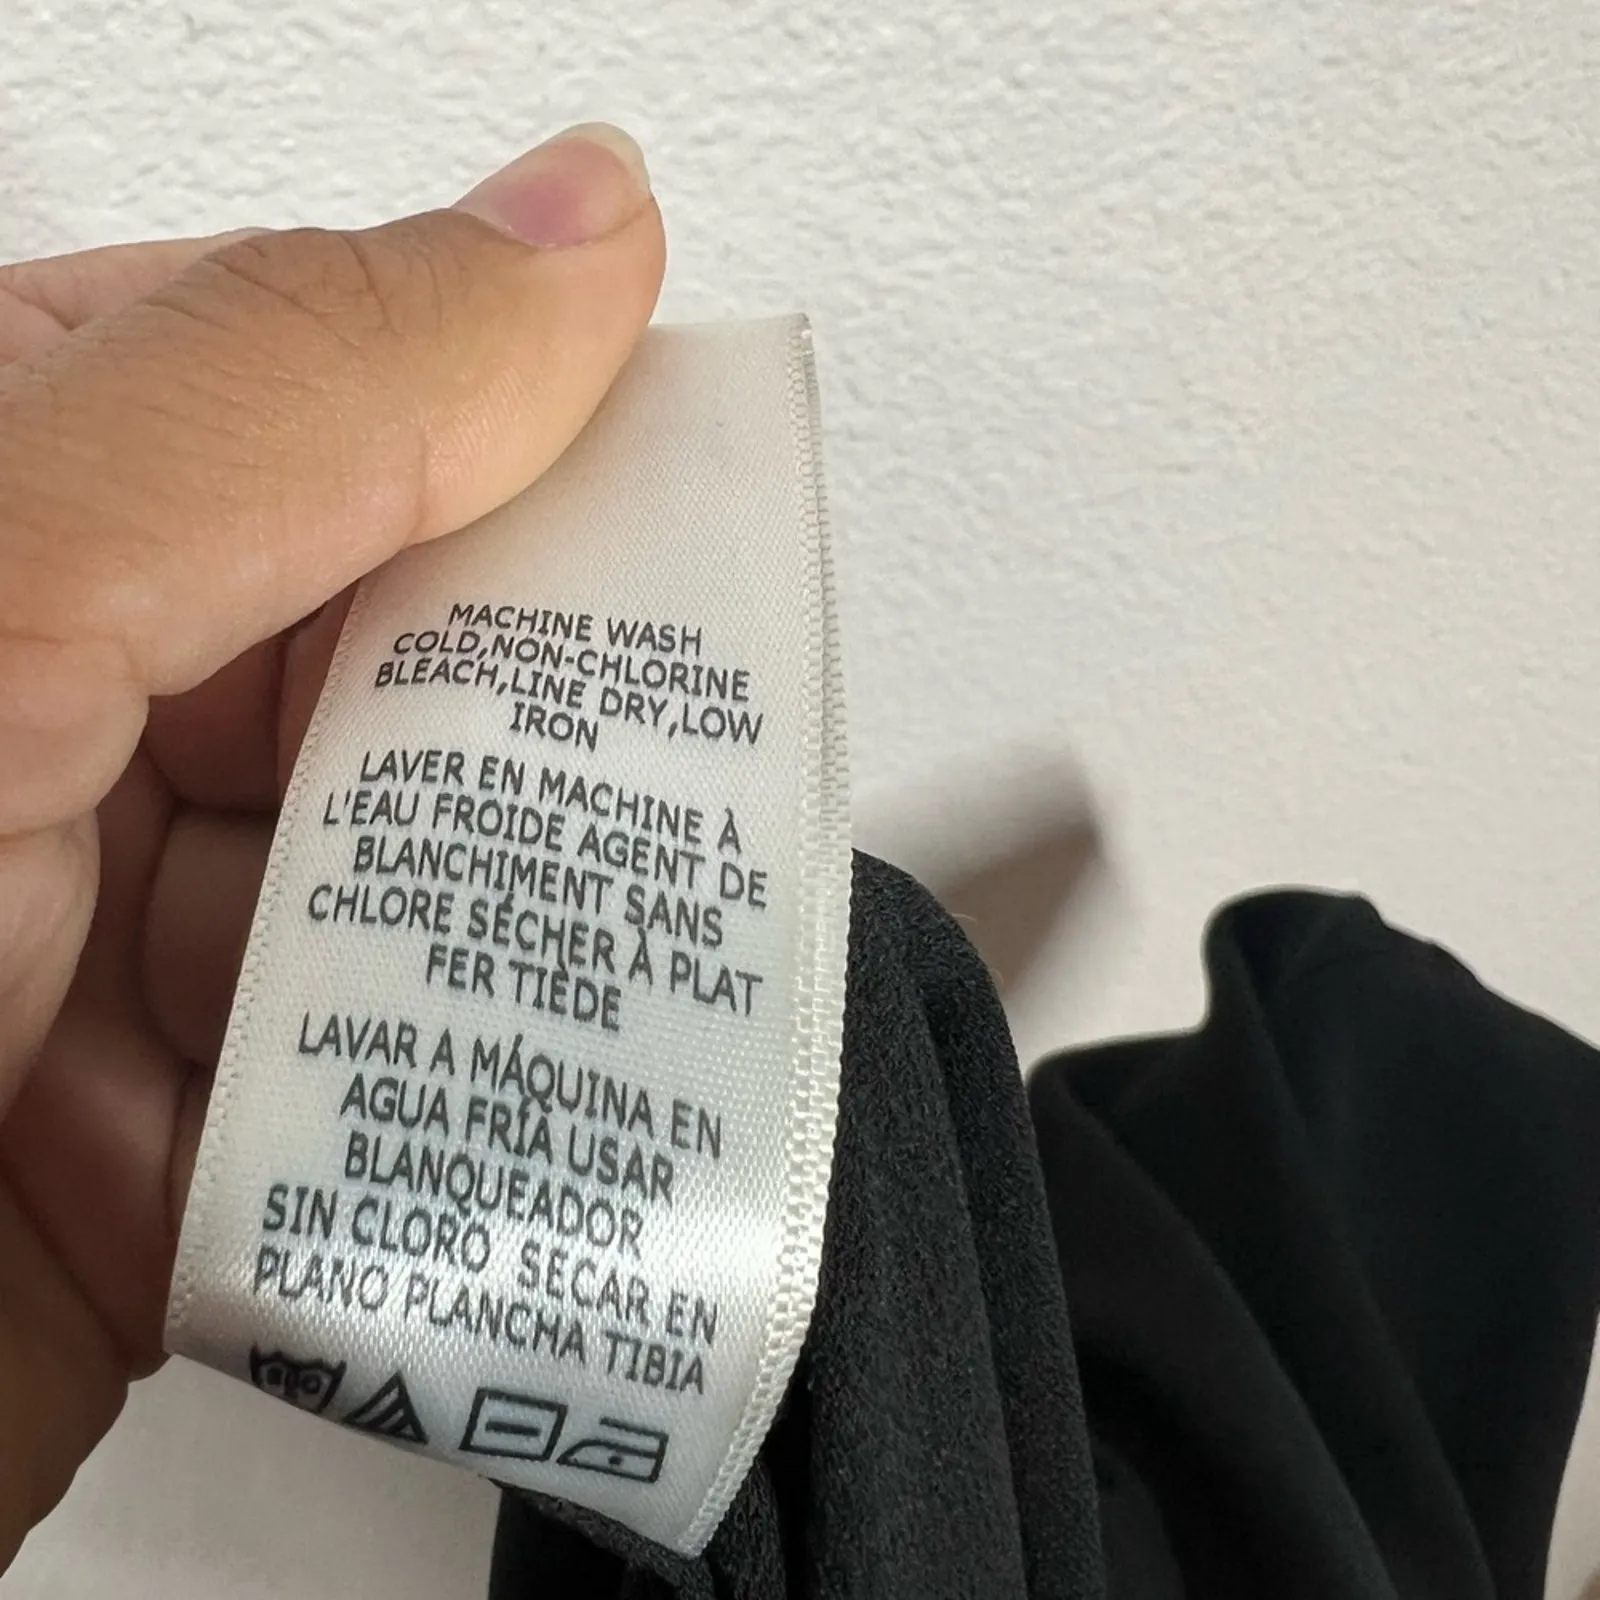 MACHINE WASH
COLD,NON-CHLORINE
BLEACH,LINE DRY,LOW
IRON
LAVER EN MACHINE À
L'EAU FROIDE AGENT DE
BLANCHIMENT SANS
CHLORE SÉCHER À PLAT
FER TIÈDE
LAVAR A MÁQUINA EN
AGUA FRÍA USAR
BLANQUEADOR
SIN CLORO SECAR EN
PLANO PLANCHA TIBIA